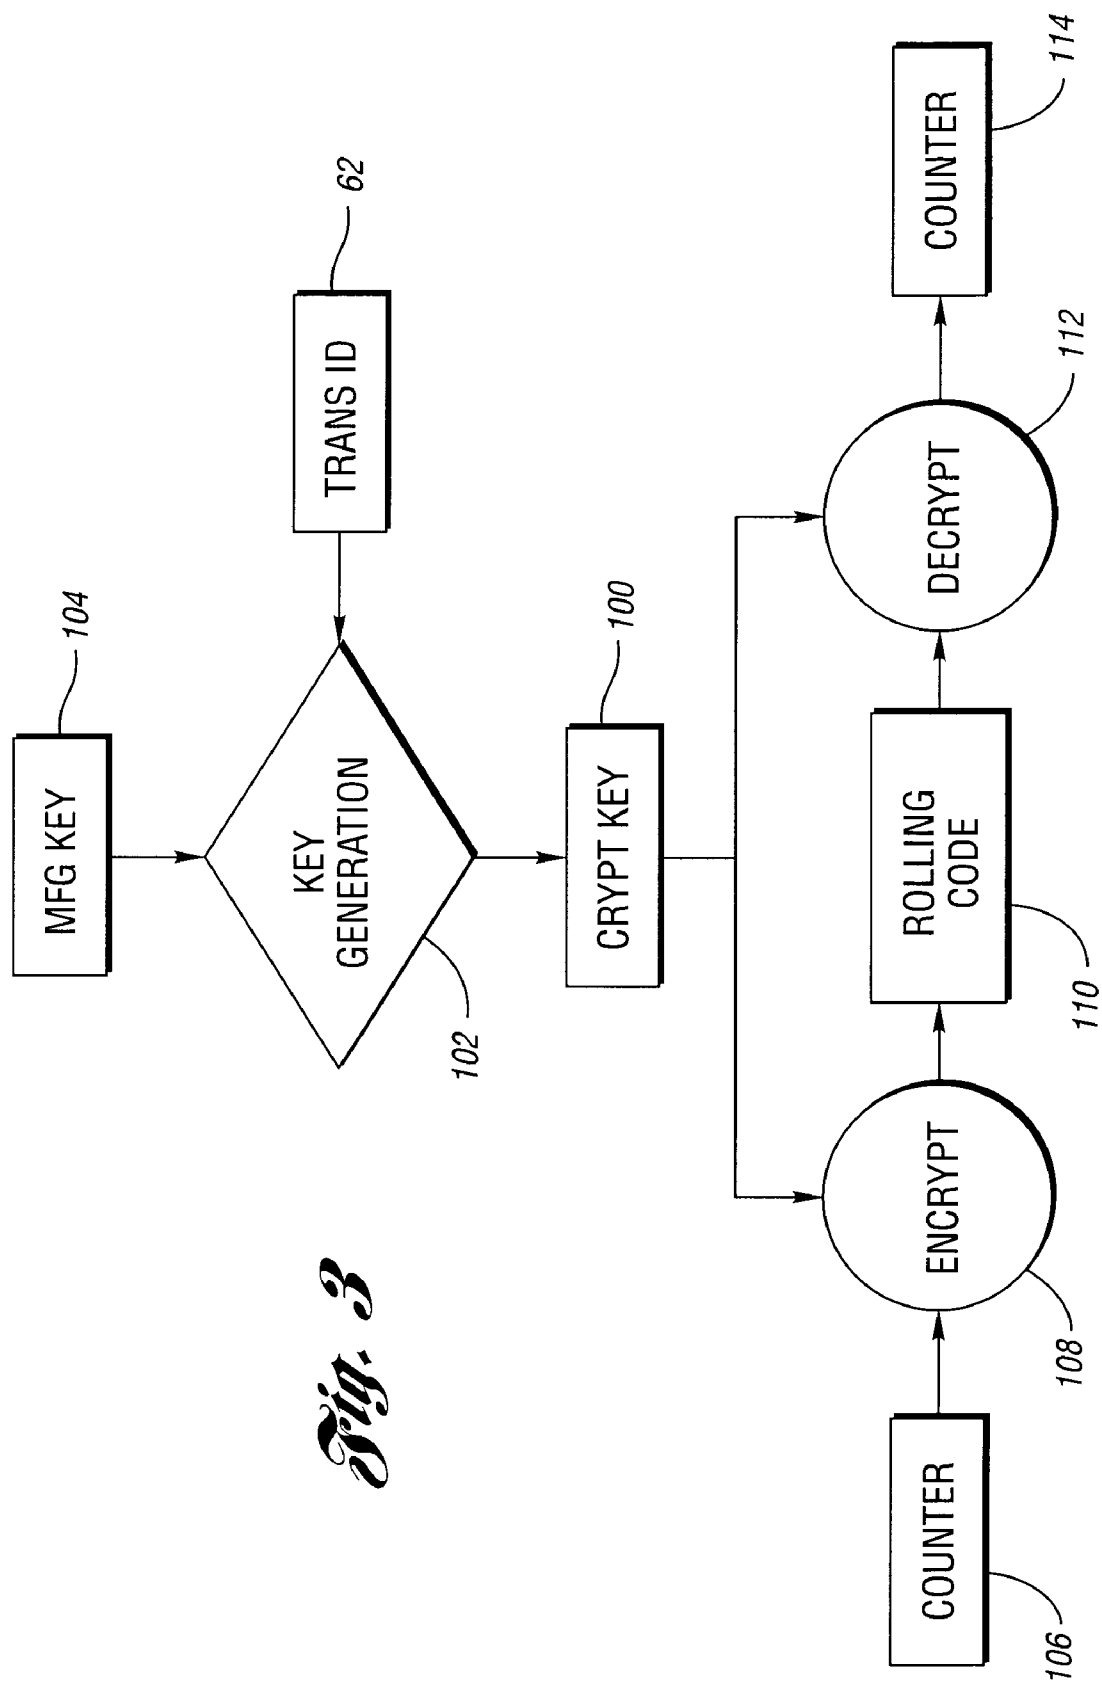 MFG KEY
104
TRANS ID
62
KEY
GENERATION
102
CRYPT KEY
100
COUNTER
106
ENCRYPT
108
ROLLING
CODE
110
DECRYPT
112
COUNTER
114
Fig. 3